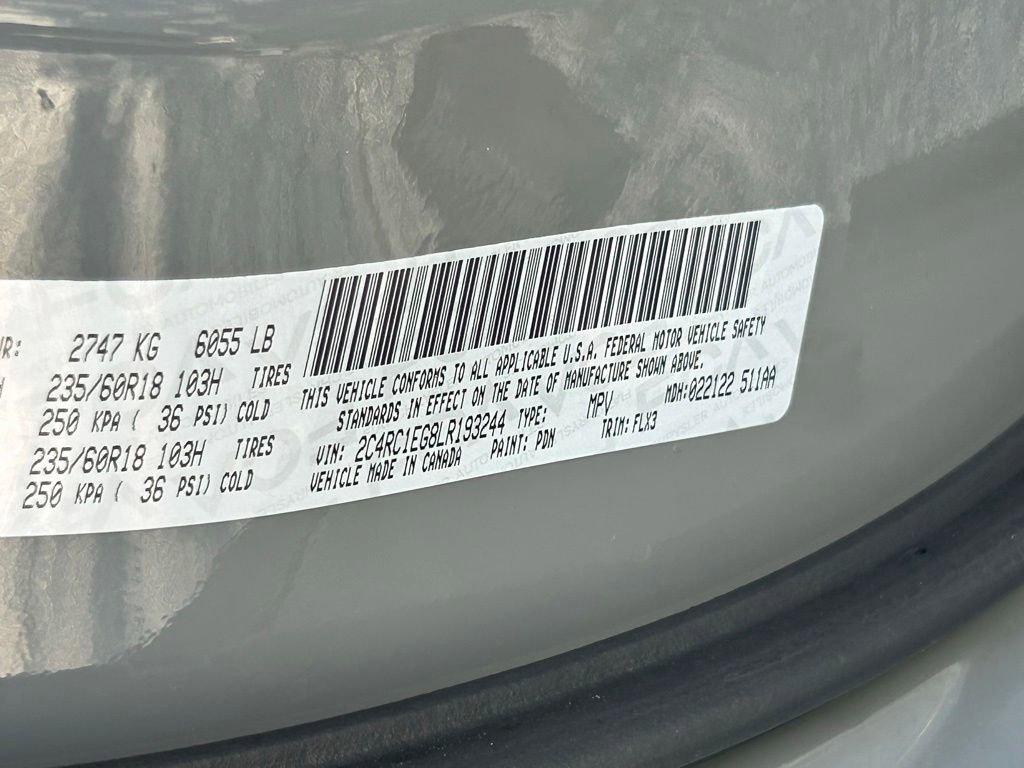 VR: 2747 KG 6055 LB
235/60R18 103H TIRES
250 KPA ( 36 PSI) COLD
235/60R18 103H TIRES
250 KPA ( 36 PSI) COLD
THIS VEHICLE CONFORMS TO ALL APPLICABLE U.S.A. FEDERAL MOTOR VEHICLE SAFETY
STANDARDS IN EFFECT ON THE DATE OF MANUFACTURE SHOWN ABOVE.
VIN: 2C4RC1EG8LR193244 TYPE: MPV MDH:022122 511AA
VEHICLE MADE IN CANADA PAINT: PDN TRIM:FLX3